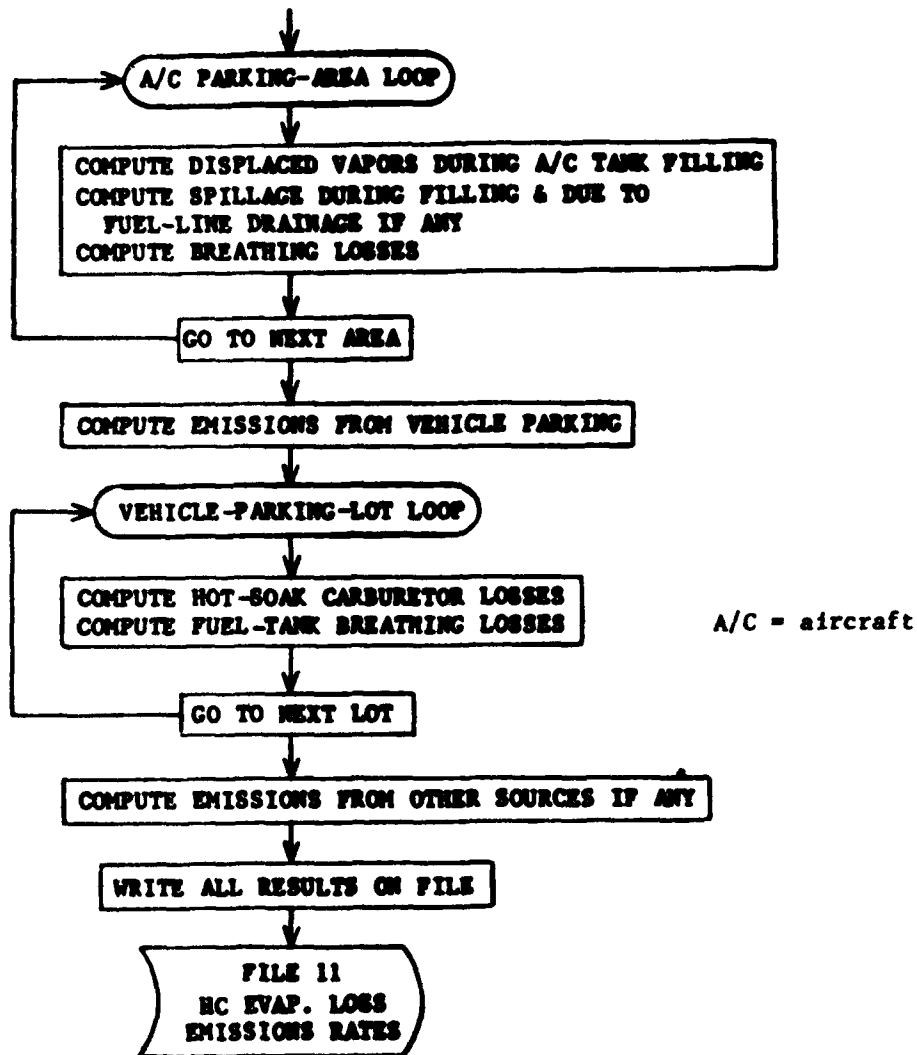 A/C PARKING-AREA LOOP
COMPUTE DISPLACED VAPORS DURING A/C TANK FILLING
COMPUTE SPILLAGE DURING FILLING & DUE TO
FUEL-LINE DRAINAGE IF ANY
COMPUTE BREATHING LOSSES
GO TO NEXT AREA
COMPUTE EMISSIONS FROM VEHICLE PARKING
VEHICLE-PARKING-LOT LOOP
COMPUTE HOT-SOAK CARBURETOR LOSSES
COMPUTE FUEL-TANK BREATHING LOSSES
A/C = aircraft
GO TO NEXT LOT
COMPUTE EMISSIONS FROM OTHER SOURCES IF ANY
WRITE ALL RESULTS ON FILE
FILE 11
HC EVAP. LOSS
EMISSIONS RATES